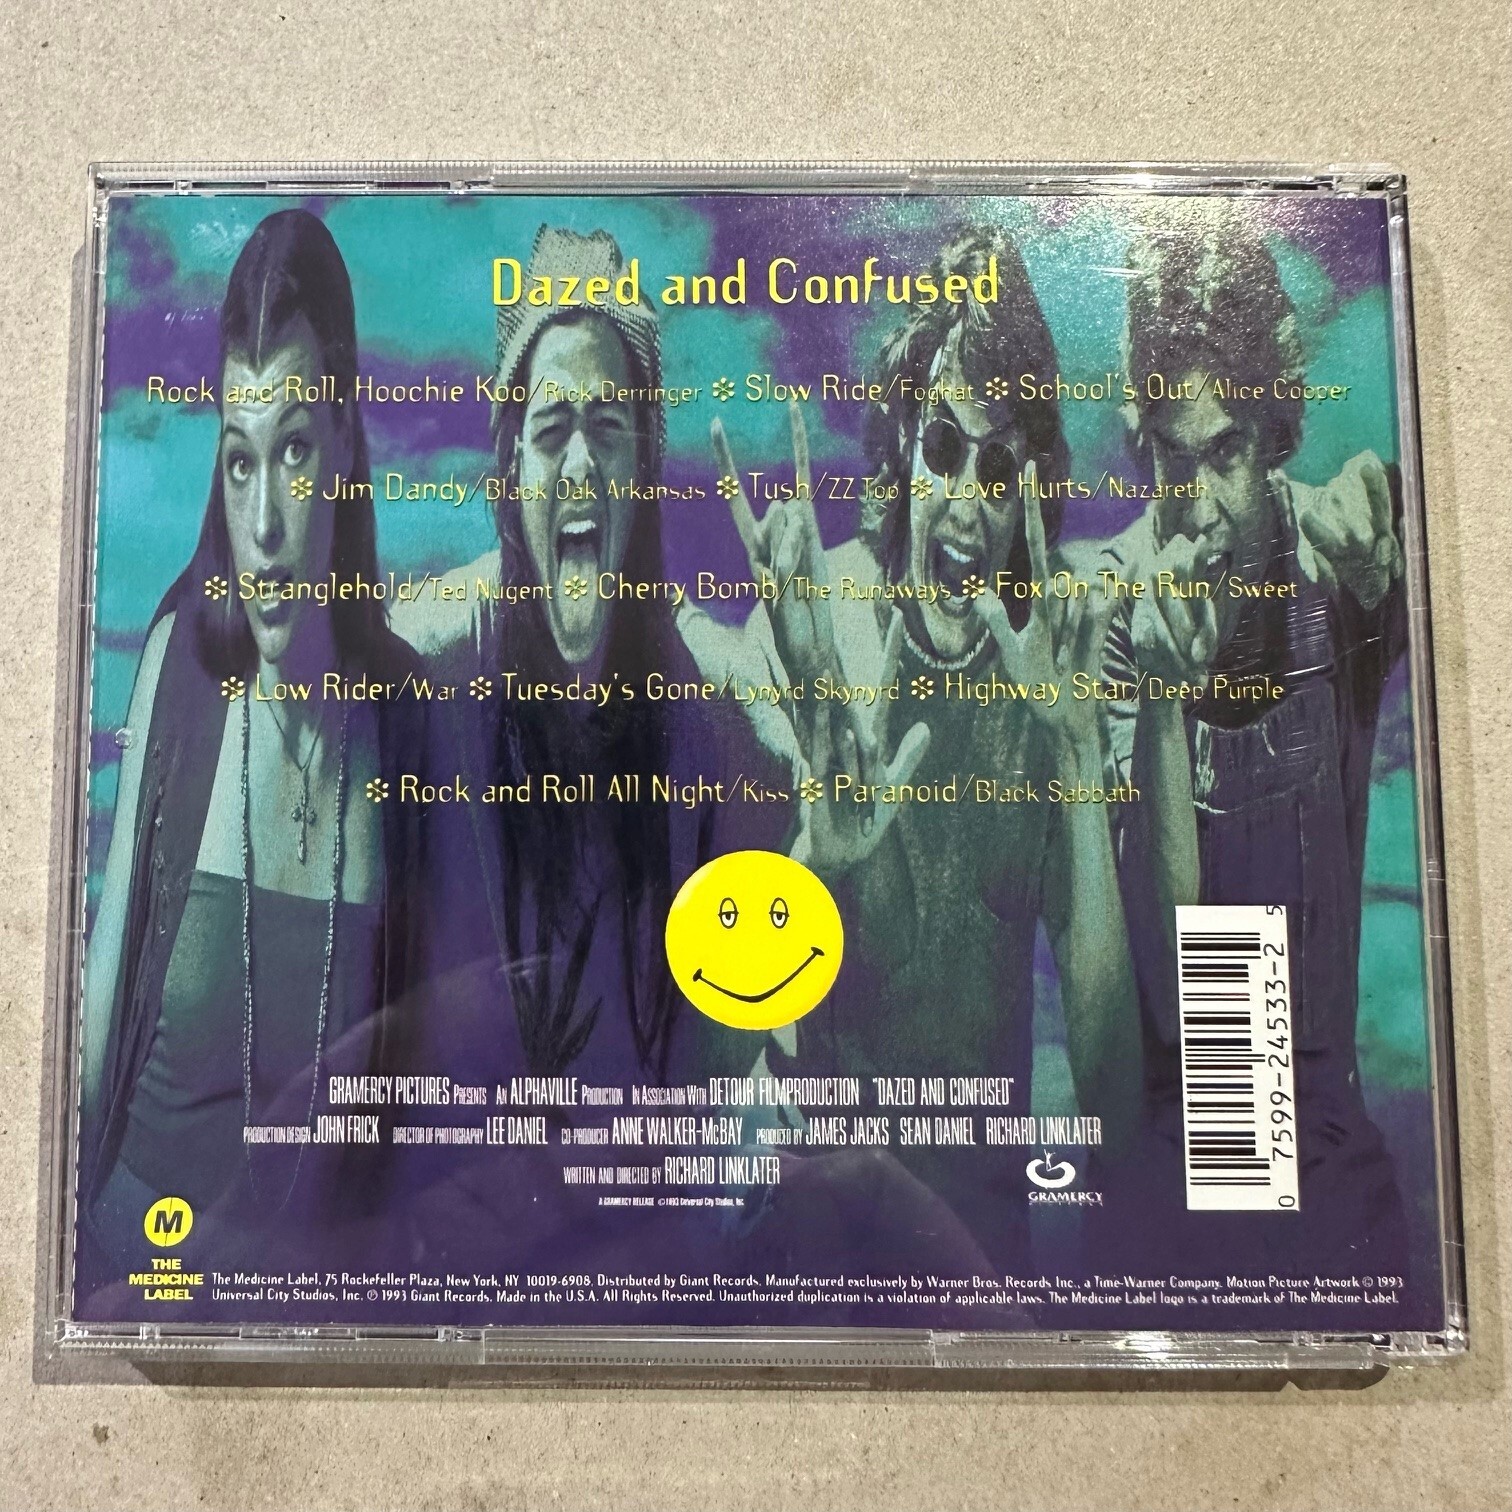 Dazed and Confused
Rock and Roll, Hoochie Koo/Rick Derringer ✻ Slow Ride/Foghat ✻ School's Out/Alice Cooper
✻ Jim Dandy/Black Oak Arkansas ✻ Tush/ZZ Top ✻ Love Hurts/Nazareth
✻ Stranglehold/Ted Nugent ✻ Cherry Bomb/The Runaways ✻ Fox On The Run/Sweet
✻ Low Rider/War ✻ Tuesday's Gone/Lynyrd Skynyrd ✻ Highway Star/Deep Purple
✻ Rock and Roll All Night/Kiss ✻ Paranoid/Black Sabbath
GRAMERCY PICTURES PRESENTS AN ALPHAVILLE PRODUCTION IN ASSOCIATION WITH DETOUR FILMPRODUCTION "DAZED AND CONFUSED"
PRODUCTION DESIGN JOHN FRICK DIRECTOR OF PHOTOGRAPHY LEE DANIEL CO-PRODUCER ANNE WALKER-McBAY PRODUCED BY JAMES JACKS SEAN DANIEL RICHARD LINKLATER
WRITTEN AND DIRECTED BY RICHARD LINKLATER
A GRAMERCY RELEASE ©1993 Universal City Studios, Inc.
GRAMERCY
PICTURES
0 7599-24533-2 5
M
THE
MEDICINE
LABEL
The Medicine Label, 75 Rockefeller Plaza, New York, NY 10019-6908. Distributed by Giant Records. Manufactured exclusively by Warner Bros. Records Inc., a Time-Warner Company. Motion Picture Artwork © 1993
Universal City Studios, Inc. ℗ 1993 Giant Records. Made in the U.S.A. All Rights Reserved. Unauthorized duplication is a violation of applicable laws. The Medicine Label logo is a trademark of The Medicine Label.